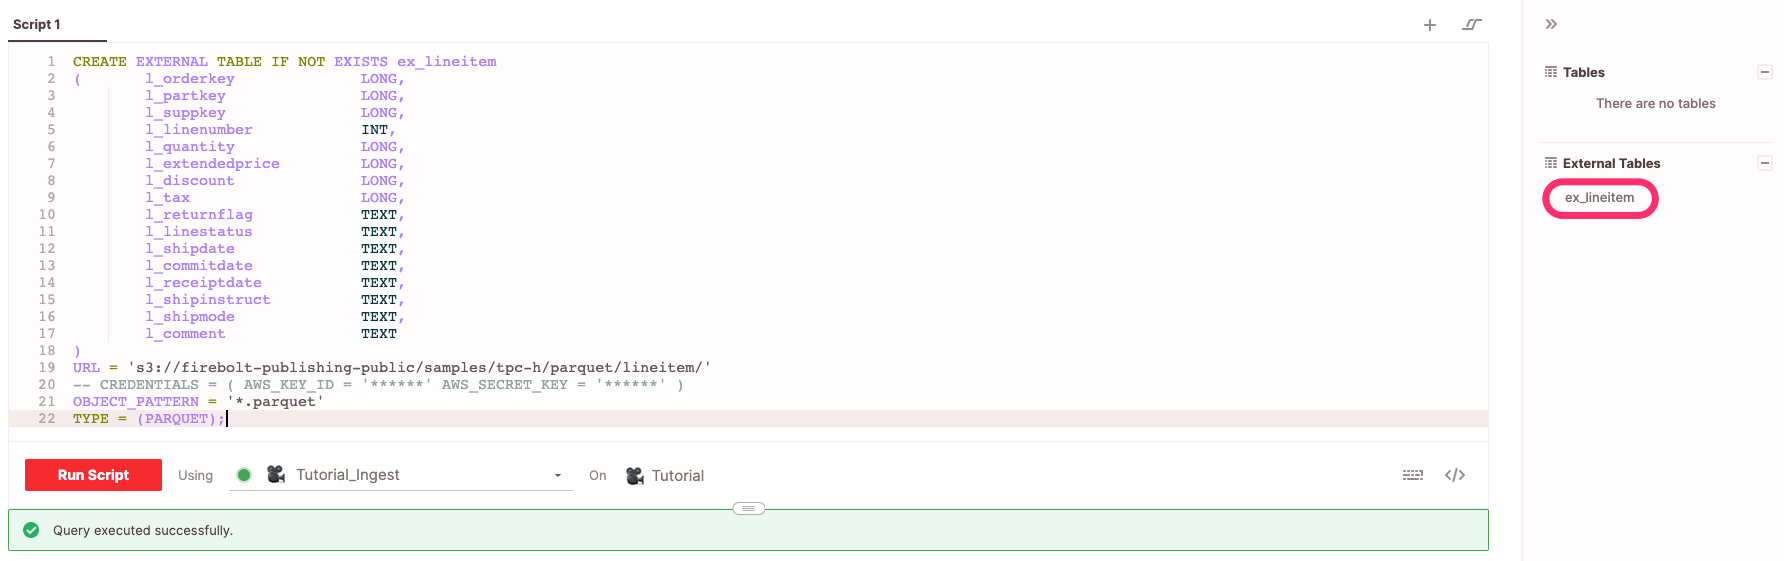 Script 1
1 CREATE EXTERNAL TABLE IF NOT EXISTS ex_lineitem
2 ( l_orderkey LONG,
3 l_partkey LONG,
4 l_suppkey LONG,
5 l_linenumber INT,
6 l_quantity LONG,
7 l_extendedprice LONG,
8 l_discount LONG,
9 l_tax LONG,
10 l_returnflag TEXT,
11 l_linestatus TEXT,
12 l_shipdate TEXT,
13 l_commitdate TEXT,
14 l_receiptdate TEXT,
15 l_shipinstruct TEXT,
16 l_shipmode TEXT,
17 l_comment TEXT
18 )
19 URL = 's3://firebolt-publishing-public/samples/tpc-h/parquet/lineitem/'
20 -- CREDENTIALS = ( AWS_KEY_ID = '******' AWS_SECRET_KEY = '******' )
21 OBJECT_PATTERN = '*.parquet'
22 TYPE = (PARQUET);
Run Script Using Tutorial_Ingest On Tutorial
Query executed successfully.
Tables
There are no tables
External Tables
ex_lineitem